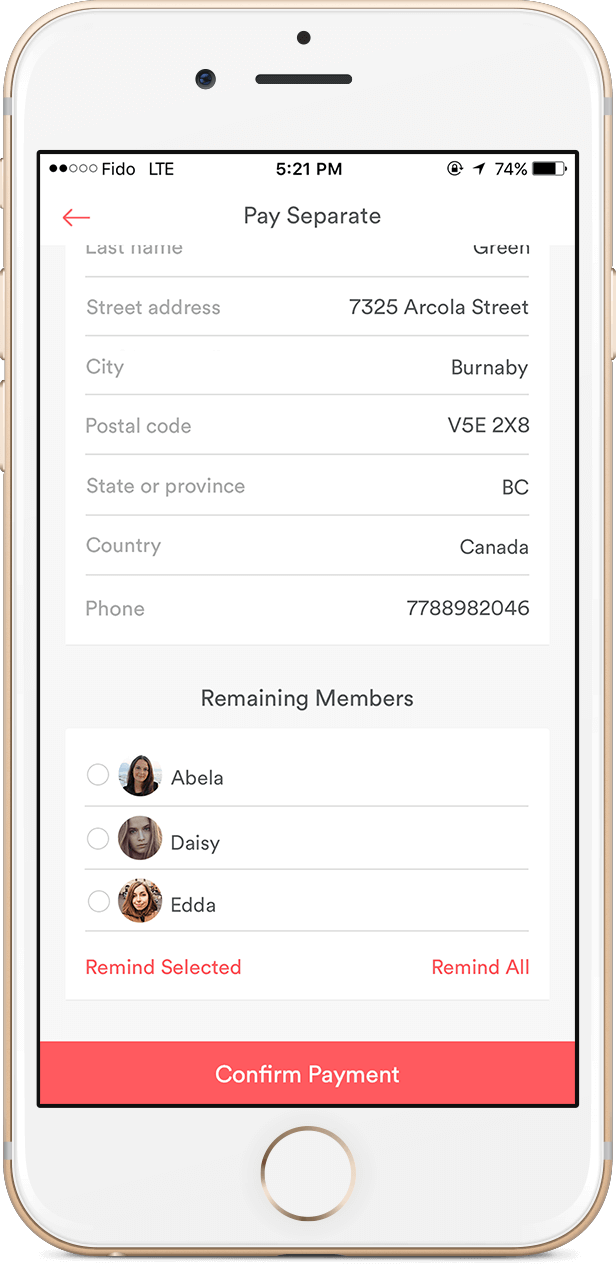 Fido LTE 5:21 PM 74%
Pay Separate
Last name Green
Street address 7325 Arcola Street
City Burnaby
Postal code V5E 2X8
State or province BC
Country Canada
Phone 7788982046
Remaining Members
Abela
Daisy
Edda
Remind Selected Remind All
Confirm Payment